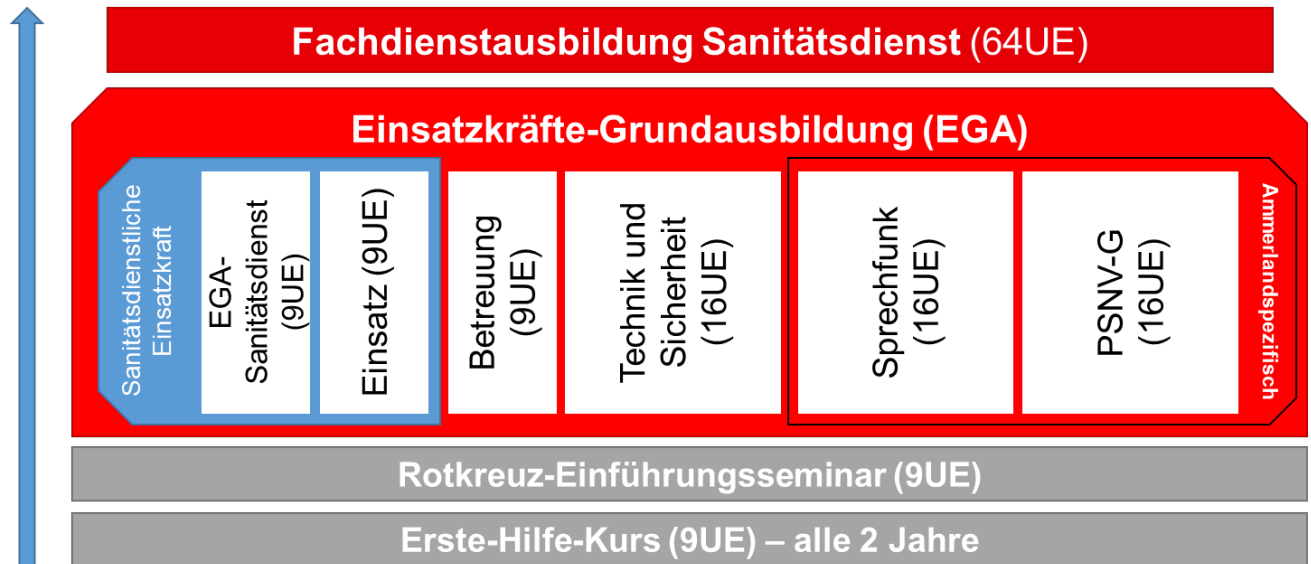 Fachdienstausbildung Sanitätsdienst (64UE)
Einsatzkräfte-Grundausbildung (EGA)
Sanitätsdienstliche
Einsatzkraft
EGA-
Sanitätsdienst
(9UE)
Einsatz (9UE)
Betreuung
(9UE)
Technik und
Sicherheit
(16UE)
Sprechfunk
(16UE)
PSNV-G
(16UE)
Ammerlandspezifisch
Rotkreuz-Einführungsseminar (9UE)
Erste-Hilfe-Kurs (9UE) – alle 2 Jahre